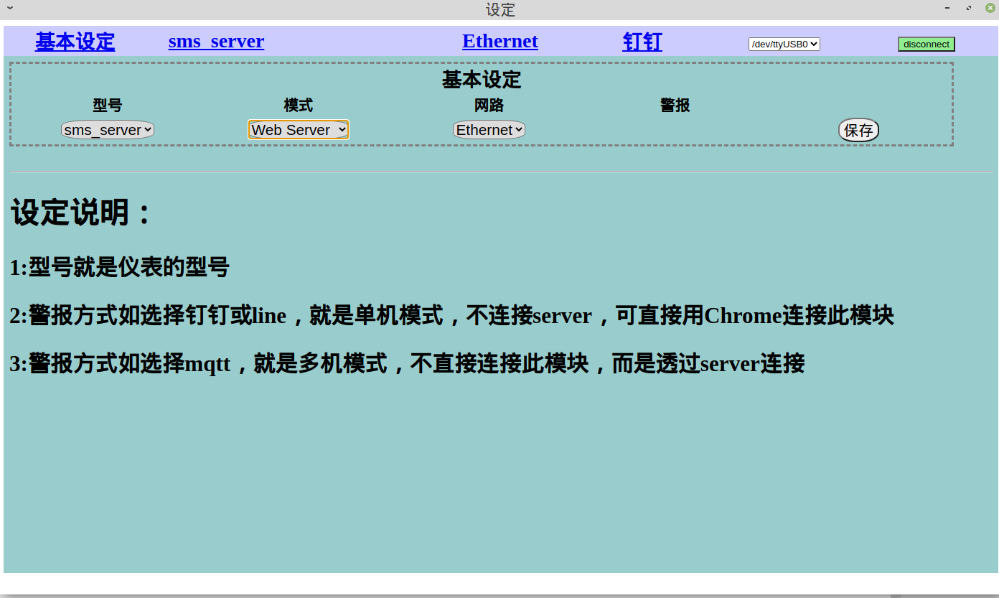 设定
基本设定 sms_server Ethernet 钉钉 /dev/ttyUSB0 disconnect
基本设定
型号 模式 网路 警报
sms_server Web Server Ethernet 保存
设定说明：
1:型号就是仪表的型号
2:警报方式如选择钉钉或line，就是单机模式，不连接server，可直接用Chrome连接此模块
3:警报方式如选择mqtt，就是多机模式，不直接连接此模块，而是透过server连接